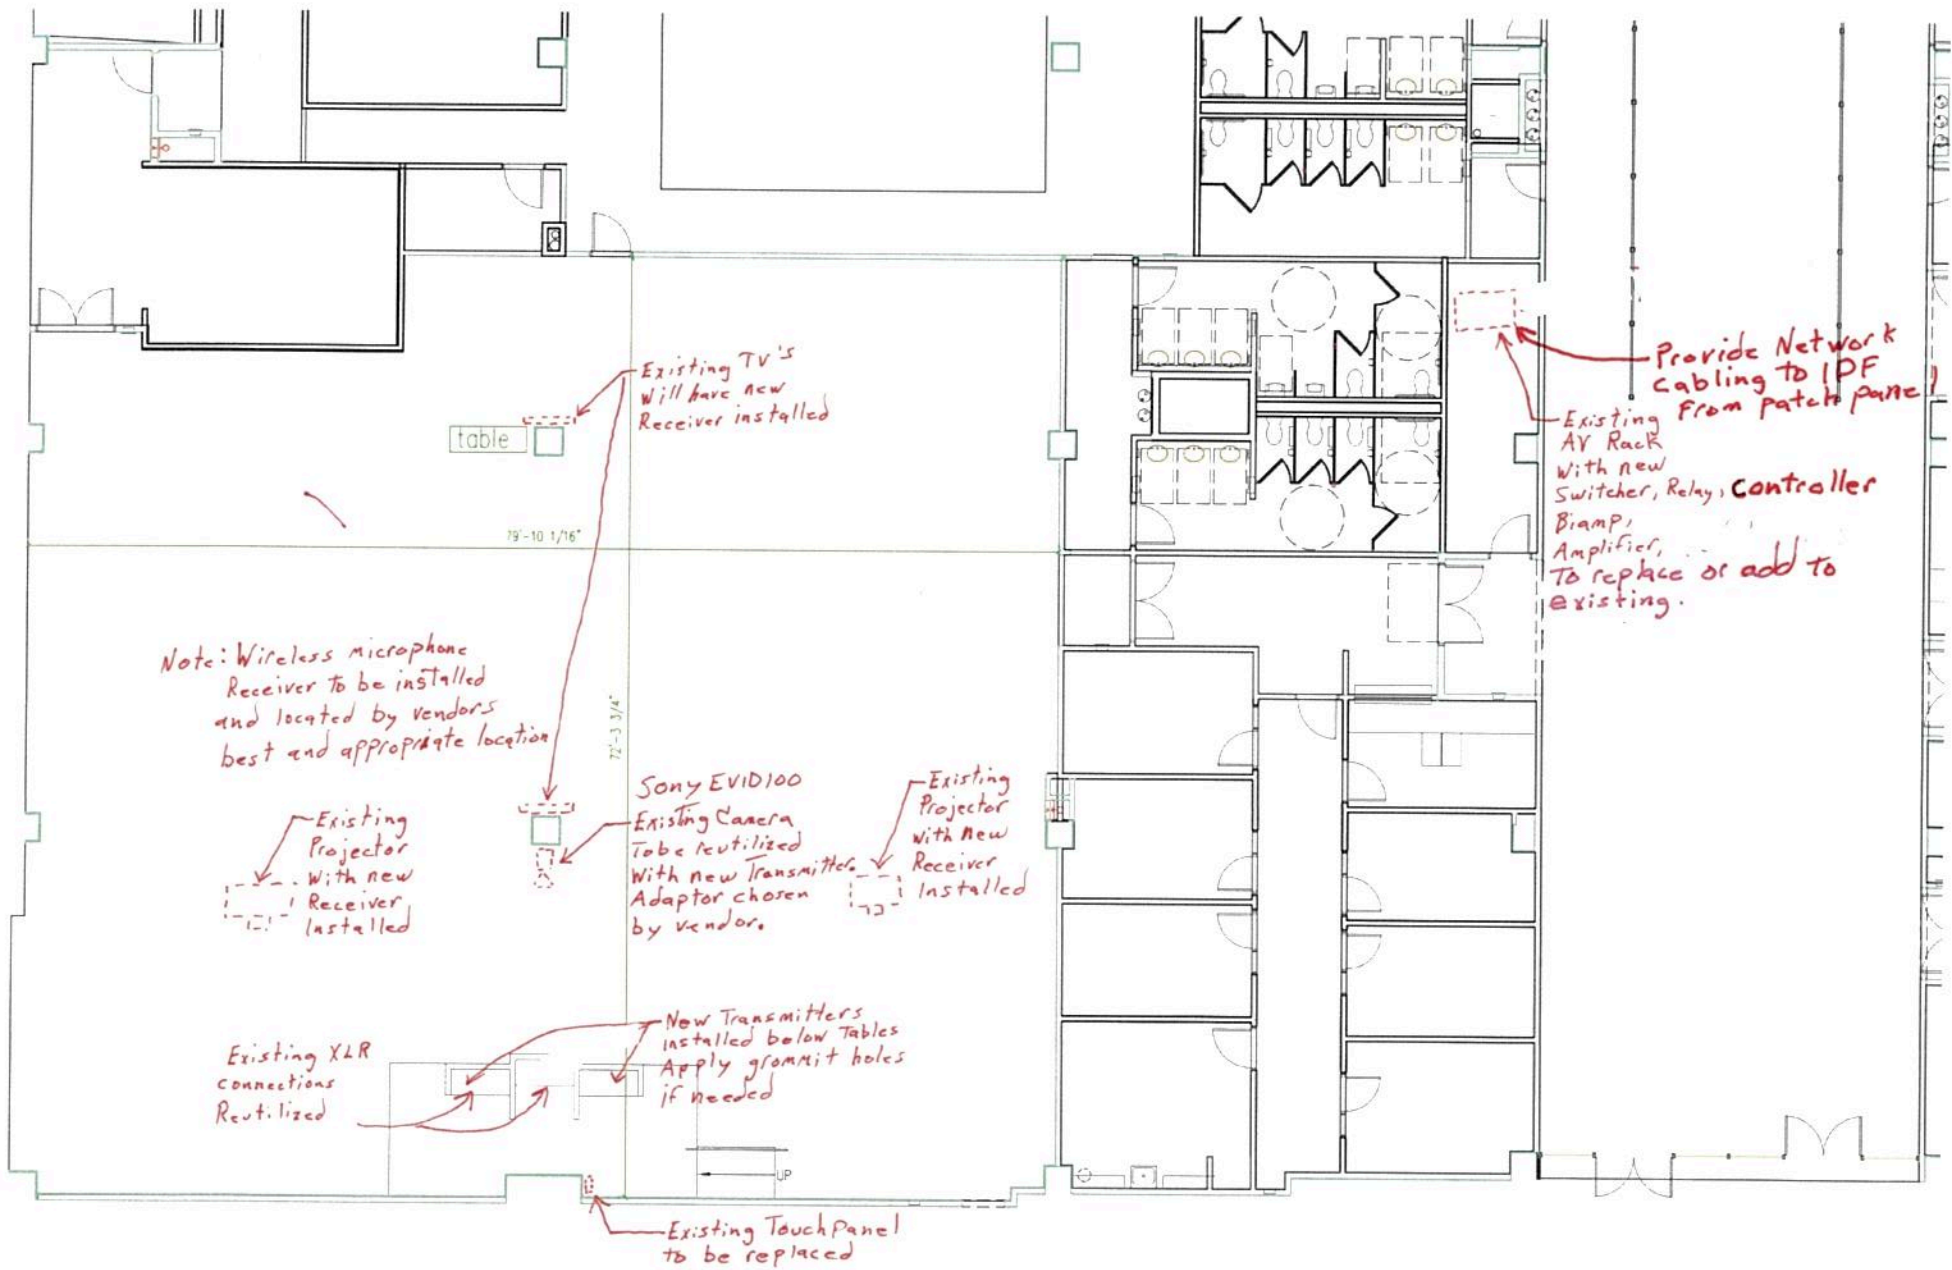 Existing TV's
Will have new
Receiver installed
table
79'-10 1/16"
72'-3 3/4"
Provide Network
Cabling to IDF
From patch panel
Existing
AV Rack
With new
Switcher, Relay, Controller
Biamp,
Amplifier,
To replace or add to
existing.
Note: Wireless microphone
Receiver to be installed
and located by vendors
best and appropriate location
Existing
Projector
With new
Receiver
Installed
Sony EVID100
Existing Camera
To be reutilized
With new Transmitter.
Adaptor chosen
by vendor.
Existing
Projector
with new
Receiver
Installed
Existing XLR
connections
Reutilized
New Transmitters
installed below Tables
Apply grommit holes
if needed
UP
Existing Touch Panel
to be replaced